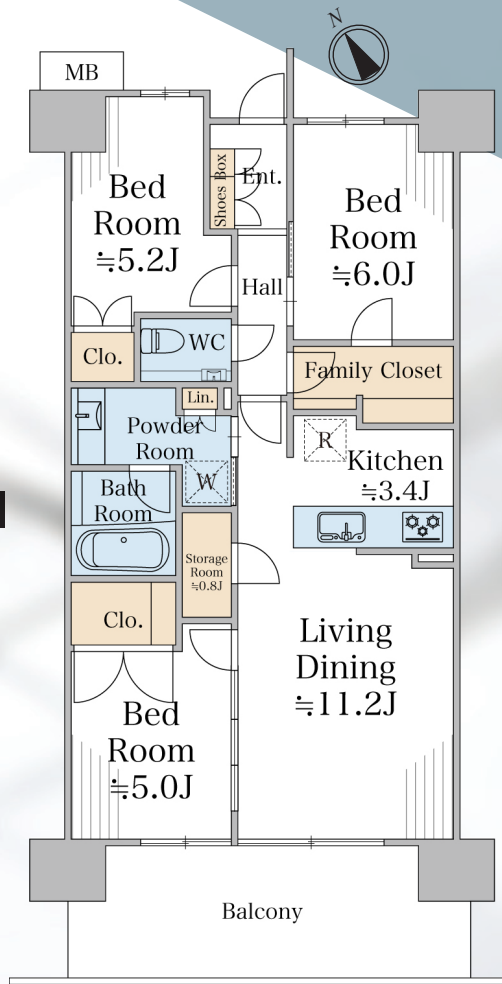 N
MB
Bed
Room
≒5.2J
Shoes Box
Ent.
Bed
Room
≒6.0J
Hall
Clo.
WC
Family Closet
Lin.
Powder
Room
R
Kitchen
≒3.4J
W
Bath
Room
Storage
Room
≒0.8J
Clo.
Living
Dining
≒11.2J
Bed
Room
≒5.0J
Balcony